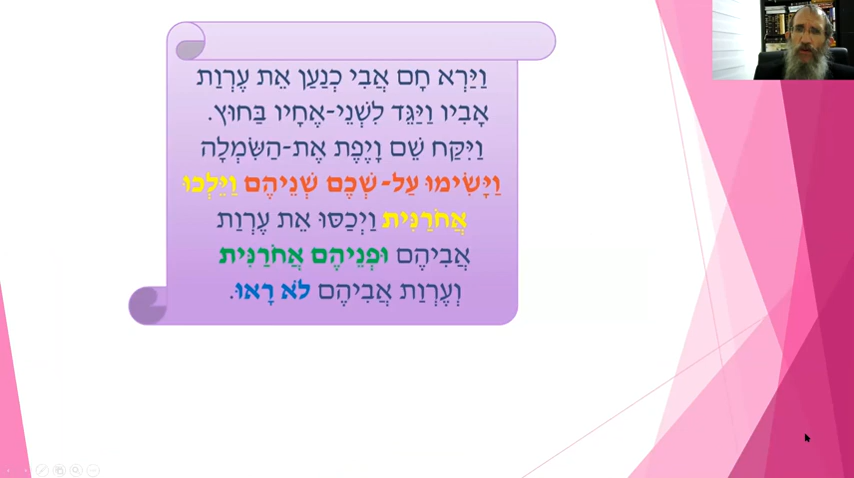 וַיַּרְא חָם אֲבִי כְנַעַן אֵת עֶרְוַת
אָבִיו וַיַּגֵּד לִשְׁנֵי-אֶחָיו בַּחוּץ.
וַיִּקַּח שֵׁם וָיֶפֶת אֶת-הַשִּׂמְלָה
וַיָּשִׂימוּ עַל- שְׁכֶם שְׁנֵיהֶם וַיֵּלְכוּ
אֲחֹרַנִּית וַיְכַסּוּ אֵת עֶרְוַת
אֲבִיהֶם וּפְנֵיהֶם אֲחֹרַנִּית
וְעֶרְוַת אֲבִיהֶם לֹא רָאוּ.